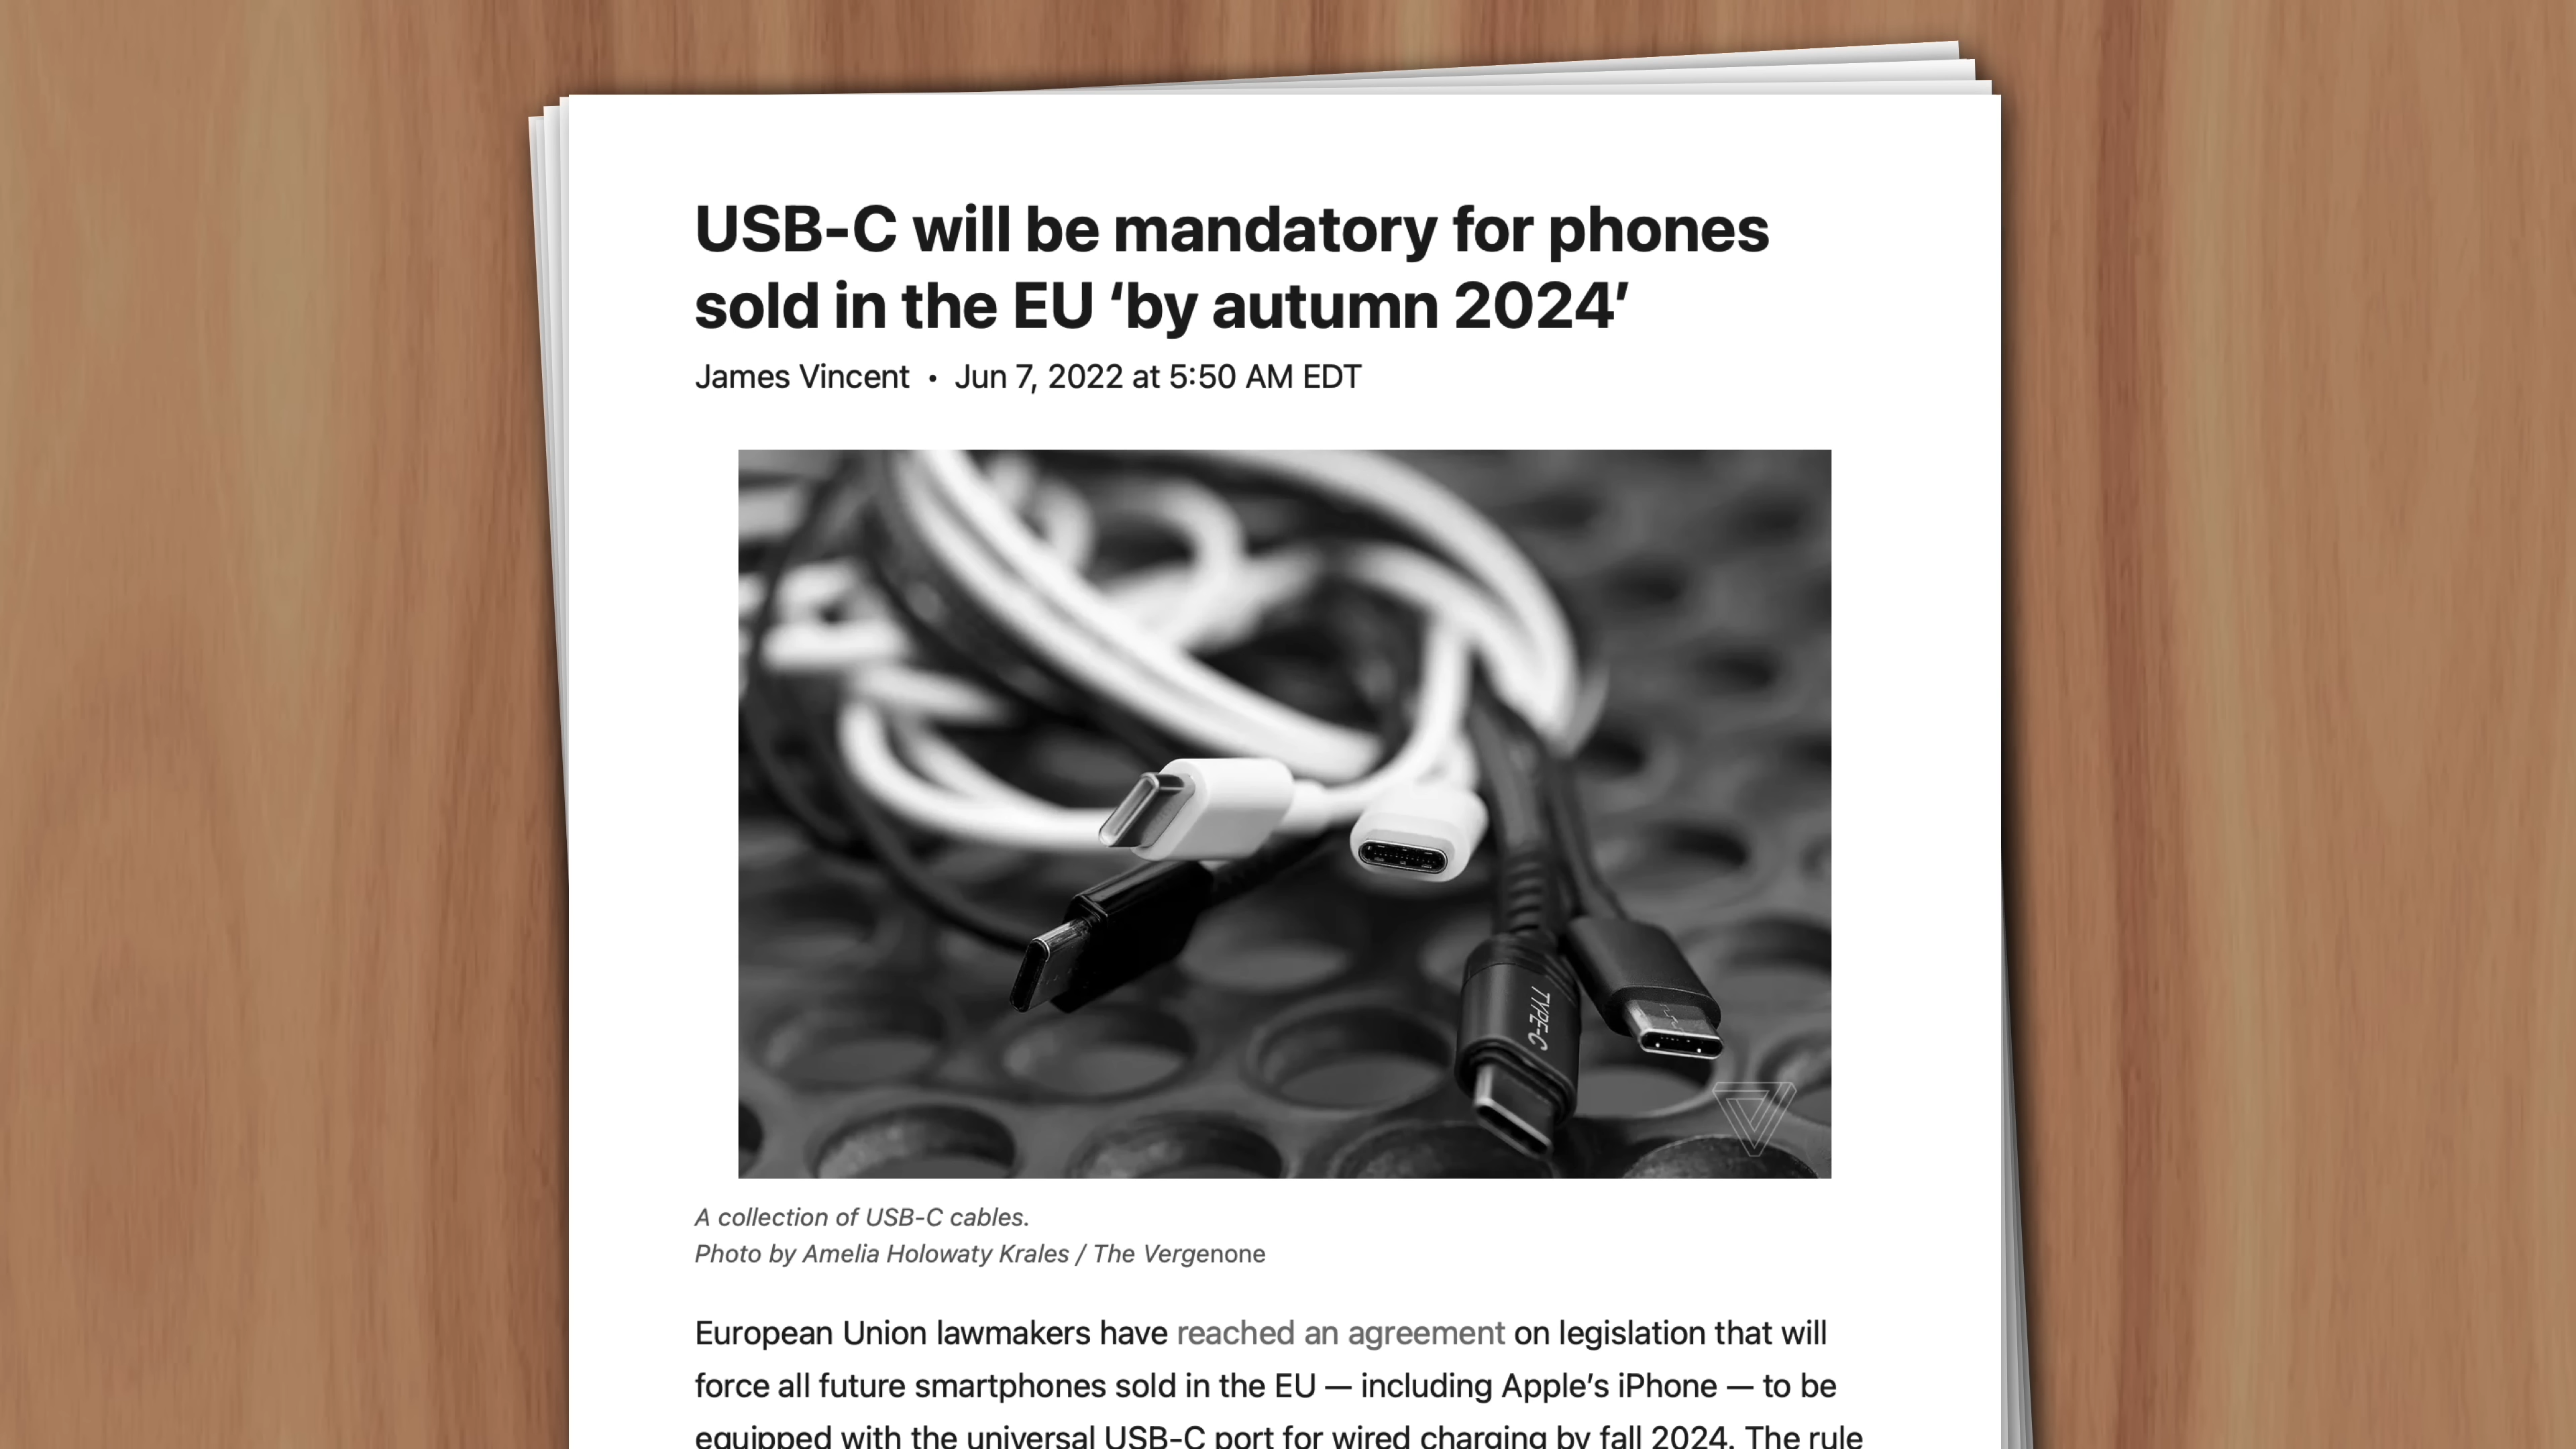 USB-C will be mandatory for phones
sold in the EU ‘by autumn 2024’
James Vincent • Jun 7, 2022 at 5:50 AM EDT
TYPE-C
A collection of USB-C cables.
Photo by Amelia Holowaty Krales / The Vergenone
European Union lawmakers have reached an agreement on legislation that will
force all future smartphones sold in the EU — including Apple’s iPhone — to be
equipped with the universal USB-C port for wired charging by fall 2024. The rule